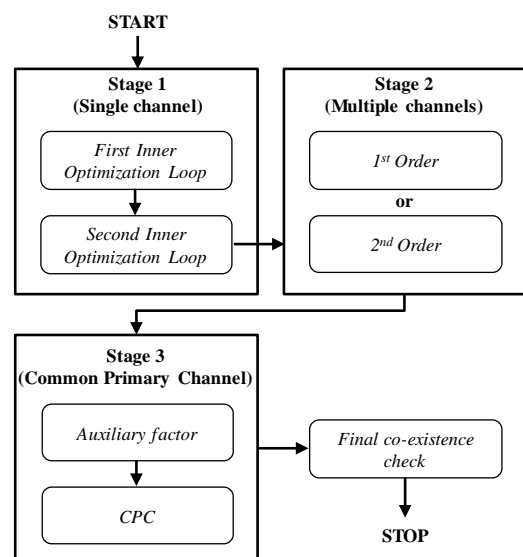 START
Stage 1
(Single channel)
First Inner
Optimization Loop
Second Inner
Optimization Loop
Stage 2
(Multiple channels)
1st Order
or
2nd Order
Stage 3
(Common Primary Channel)
Auxiliary factor
CPC
Final co-existence
check
STOP